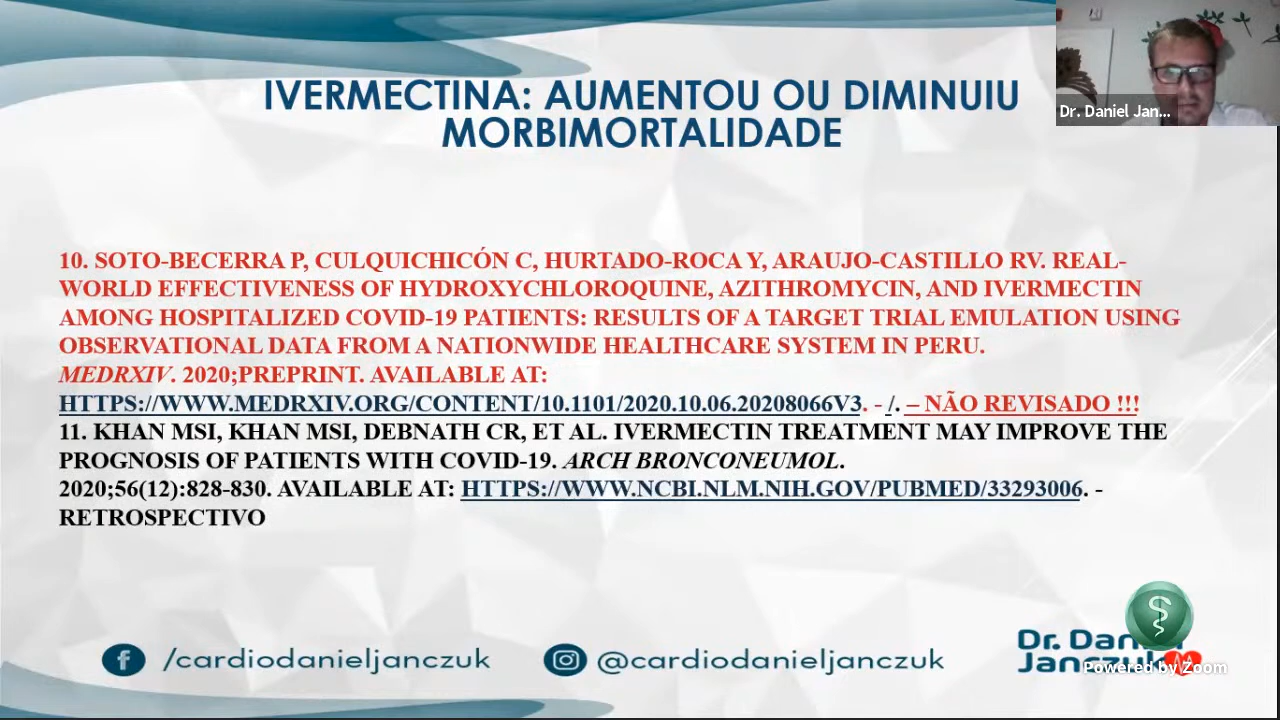 IVERMECTINA: AUMENTOU OU DIMINUIU
MORBIMORTALIDADE
Dr. Daniel Jan...
10. SOTO-BECERRA P, CULQUICHICÓN C, HURTADO-ROCA Y, ARAUJO-CASTILLO RV. REAL-
WORLD EFFECTIVENESS OF HYDROXYCHLOROQUINE, AZITHROMYCIN, AND IVERMECTIN
AMONG HOSPITALIZED COVID-19 PATIENTS: RESULTS OF A TARGET TRIAL EMULATION USING
OBSERVATIONAL DATA FROM A NATIONWIDE HEALTHCARE SYSTEM IN PERU.
MEDRXIV. 2020;PREPRINT. AVAILABLE AT:
HTTPS://WWW.MEDRXIV.ORG/CONTENT/10.1101/2020.10.06.20208066V3. - /. – NÃO REVISADO !!!
11. KHAN MSI, KHAN MSI, DEBNATH CR, ET AL. IVERMECTIN TREATMENT MAY IMPROVE THE
PROGNOSIS OF PATIENTS WITH COVID-19. ARCH BRONCONEUMOL.
2020;56(12):828-830. AVAILABLE AT: HTTPS://WWW.NCBI.NLM.NIH.GOV/PUBMED/33293006. -
RETROSPECTIVO
/cardiodanieljanczuk
@cardiodanieljanczuk
Dr. Dan
Jan
Powered by Zoom